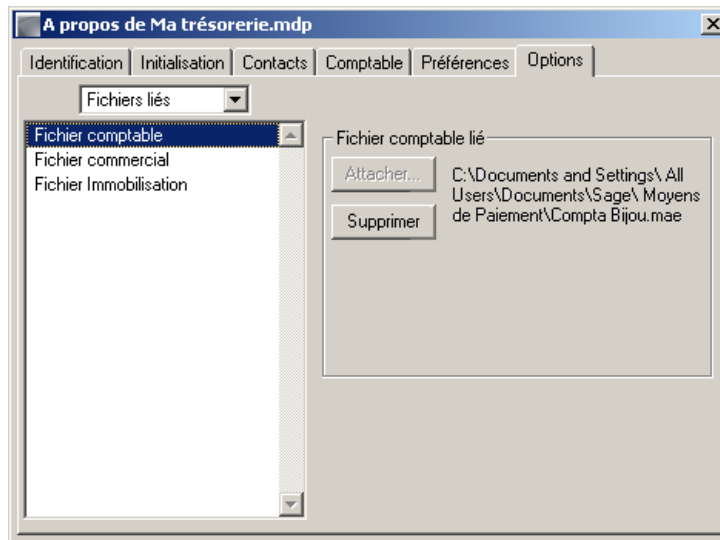 A propos de Ma trésorerie.mdp
Identification Initialisation Contacts Comptable Préférences Options
Fichiers liés
Fichier comptable
Fichier commercial
Fichier Immobilisation
Fichier comptable lié
Attacher...
C:\Documents and Settings\ All
Users\Documents\Sage\ Moyens
de Paiement\Compta Bijou.mae
Supprimer